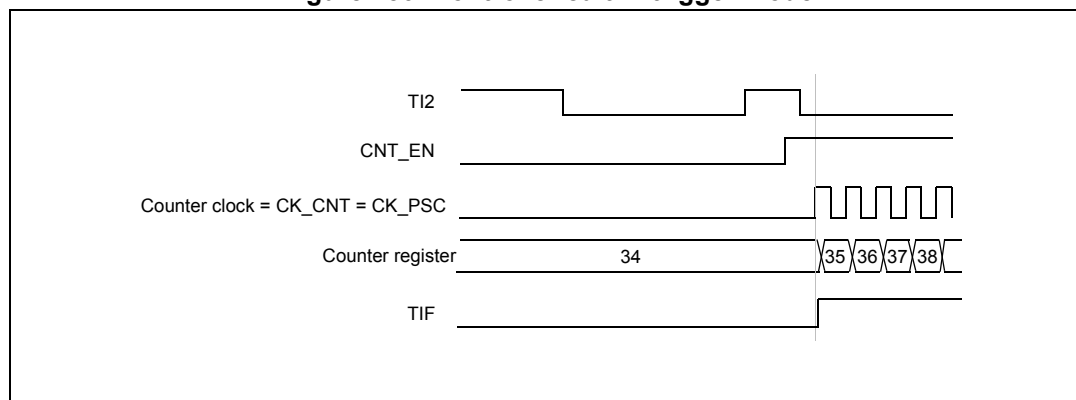 TI2
CNT_EN
Counter clock = CK_CNT = CK_PSC
Counter register 34 35 36 37 38
TIF